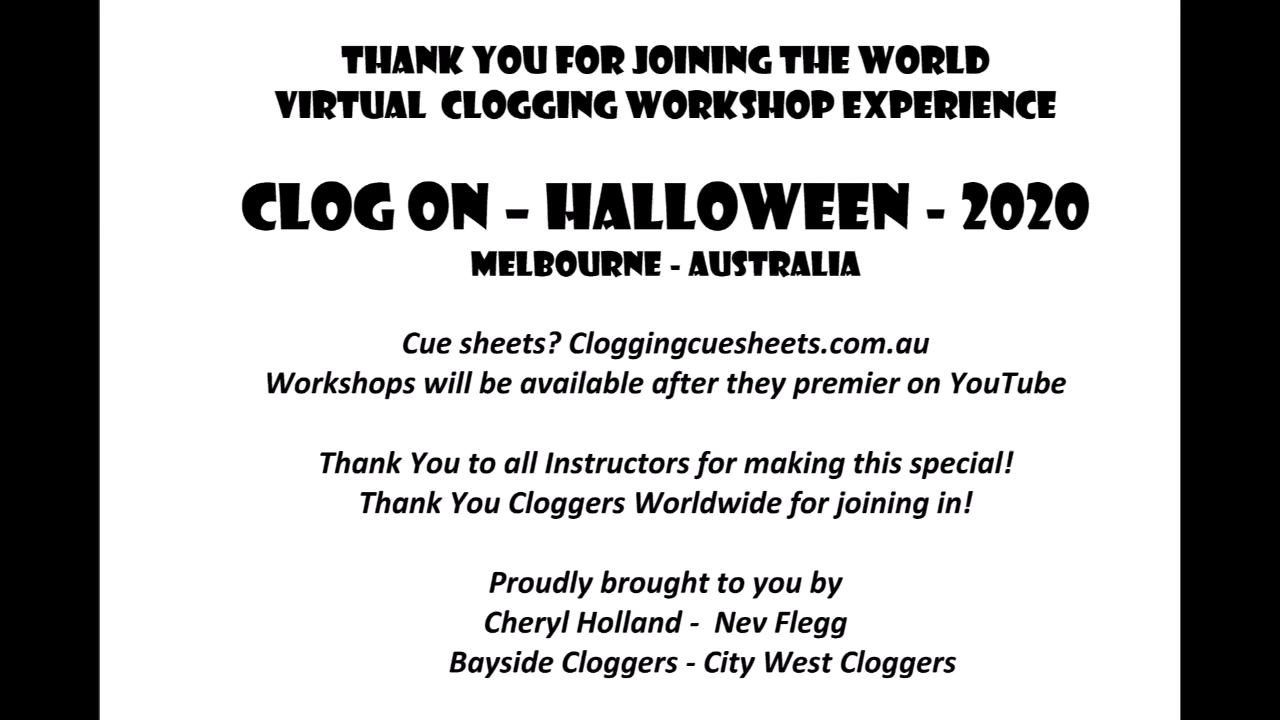 THANK YOU FOR JOINING THE WORLD
VIRTUAL CLOGGING WORKSHOP EXPERIENCE
CLOG ON – HALLOWEEN - 2020
MELBOURNE - AUSTRALIA
Cue sheets? Cloggingcuesheets.com.au
Workshops will be available after they premier on YouTube
Thank You to all Instructors for making this special!
Thank You Cloggers Worldwide for joining in!
Proudly brought to you by
Cheryl Holland - Nev Flegg
Bayside Cloggers - City West Cloggers